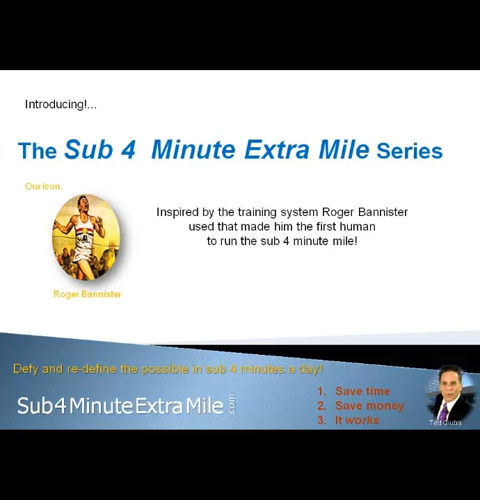 Introducing!...
The Sub 4 Minute Extra Mile Series
Our icon.
Inspired by the training system Roger Bannister
used that made him the first human
to run the sub 4 minute mile!
Roger Bannister
Defy and re-define the possible in sub 4 minutes a day!
Sub4MinuteExtraMile.com
1. Save time
2. Save money
3. It works
Ted Ciuba